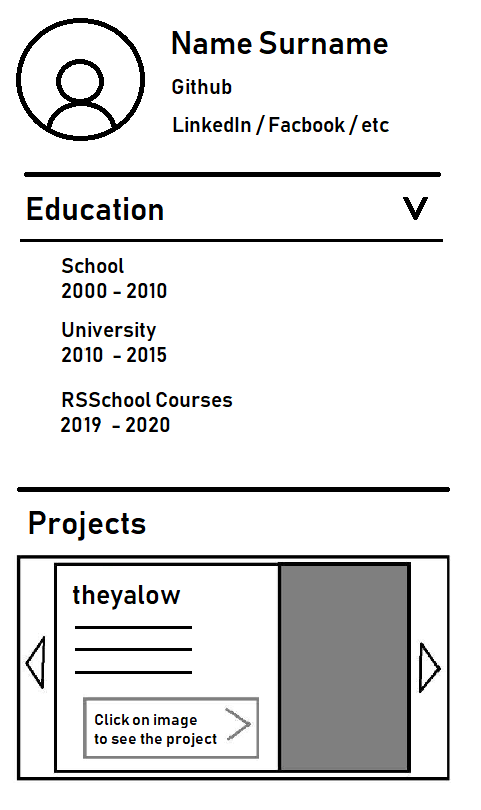 Name Surname
Github
LinkedIn / Facbook / etc
Education
School
2000 - 2010
University
2010 - 2015
RSSchool Courses
2019 - 2020
Projects
theyalow
Click on image
to see the project